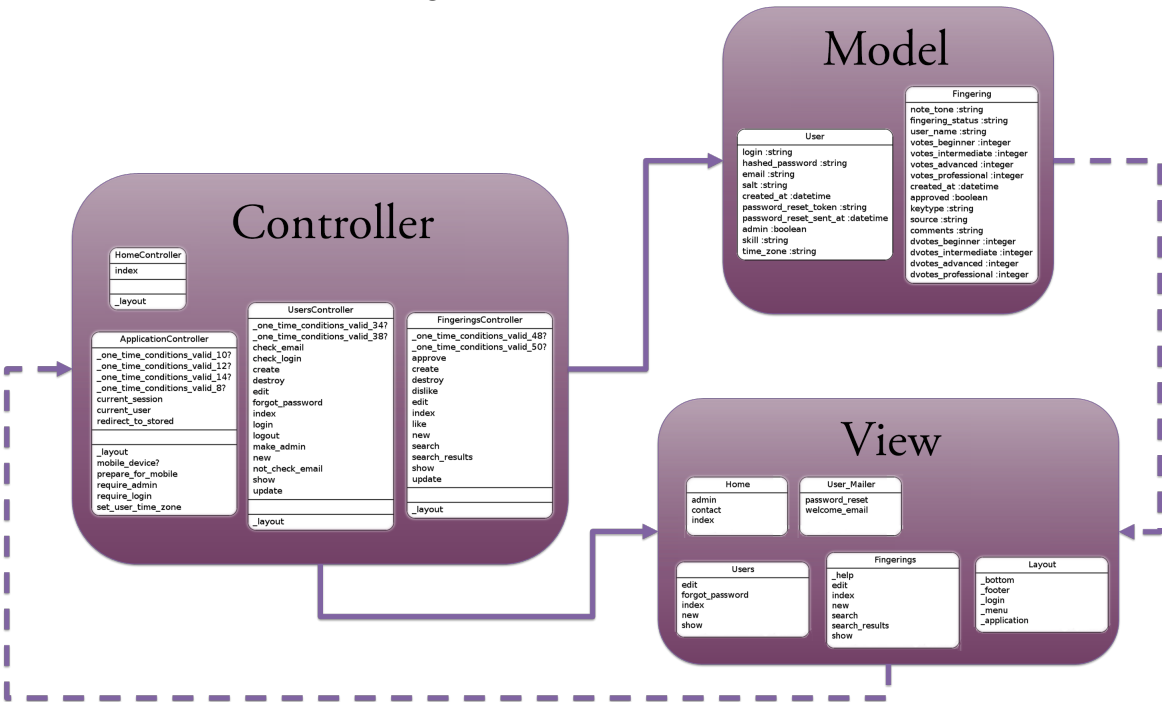 Model
User
login :string
hashed_password :string
email :string
salt :string
created_at :datetime
password_reset_token :string
password_reset_sent_at :datetime
admin :boolean
skill :string
time_zone :string
Fingering
note_tone :string
fingering_status :string
user_name :string
votes_beginner :integer
votes_intermediate :integer
votes_advanced :integer
votes_professional :integer
created_at :datetime
approved :boolean
keytype :string
source :string
comments :string
dvotes_beginner :integer
dvotes_intermediate :integer
dvotes_advanced :integer
dvotes_professional :integer
Controller
HomeController
index
_layout
ApplicationController
_one_time_conditions_valid_10?
_one_time_conditions_valid_12?
_one_time_conditions_valid_14?
_one_time_conditions_valid_8?
current_session
current_user
redirect_to_stored
_layout
mobile_device?
prepare_for_mobile
require_admin
require_login
set_user_time_zone
UsersController
_one_time_conditions_valid_34?
_one_time_conditions_valid_38?
check_email
check_login
create
destroy
edit
forgot_password
index
login
logout
make_admin
new
not_check_email
show
update
_layout
FingeringsController
_one_time_conditions_valid_48?
_one_time_conditions_valid_50?
approve
create
destroy
dislike
edit
index
like
new
search
search_results
show
update
_layout
View
Home
admin
contact
index
User_Mailer
password_reset
welcome_email
Users
edit
forgot_password
index
new
show
Fingerings
_help
edit
index
new
search
search_results
show
Layout
_bottom
_footer
_login
_menu
_application